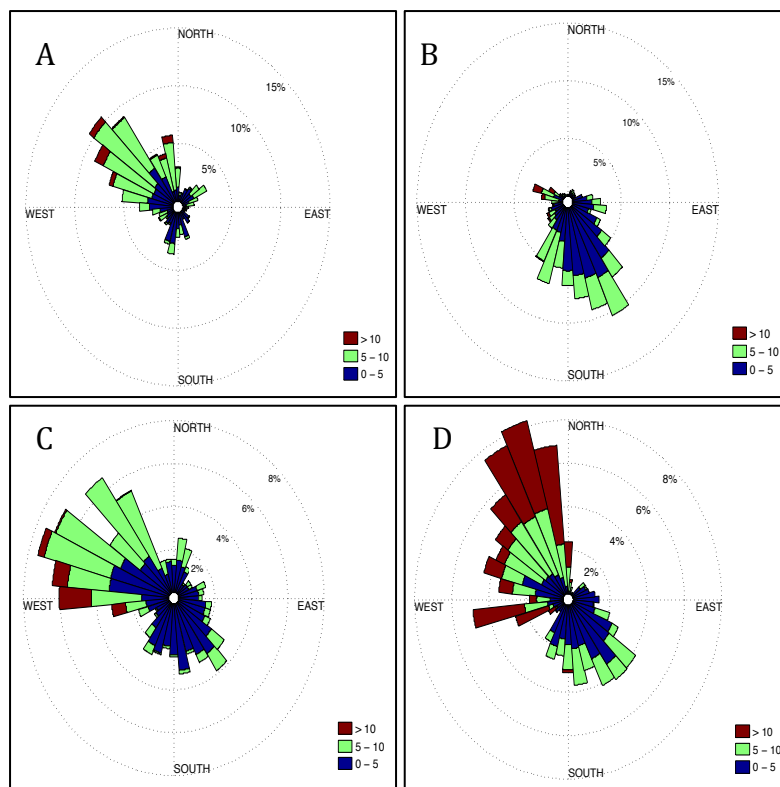 A
NORTH
15%
10%
5%
WEST
EAST
> 10
5 – 10
0 – 5
SOUTH
B
NORTH
15%
10%
5%
WEST
EAST
> 10
5 – 10
0 – 5
SOUTH
C
NORTH
8%
6%
4%
2%
WEST
EAST
> 10
5 – 10
0 – 5
SOUTH
D
NORTH
8%
6%
4%
2%
WEST
EAST
> 10
5 – 10
0 – 5
SOUTH